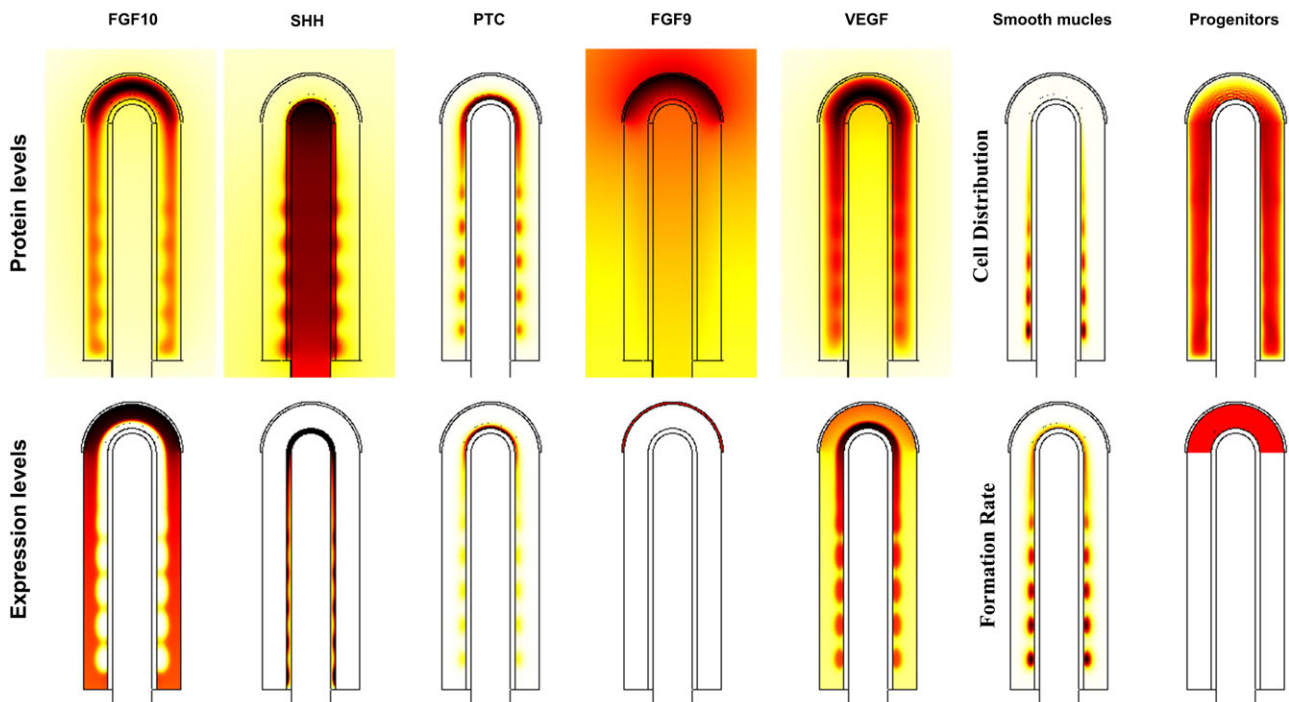 FGF10 SHH PTC FGF9 VEGF Smooth mucles Progenitors
Protein levels
Cell Distribution
Expression levels
Formation Rate